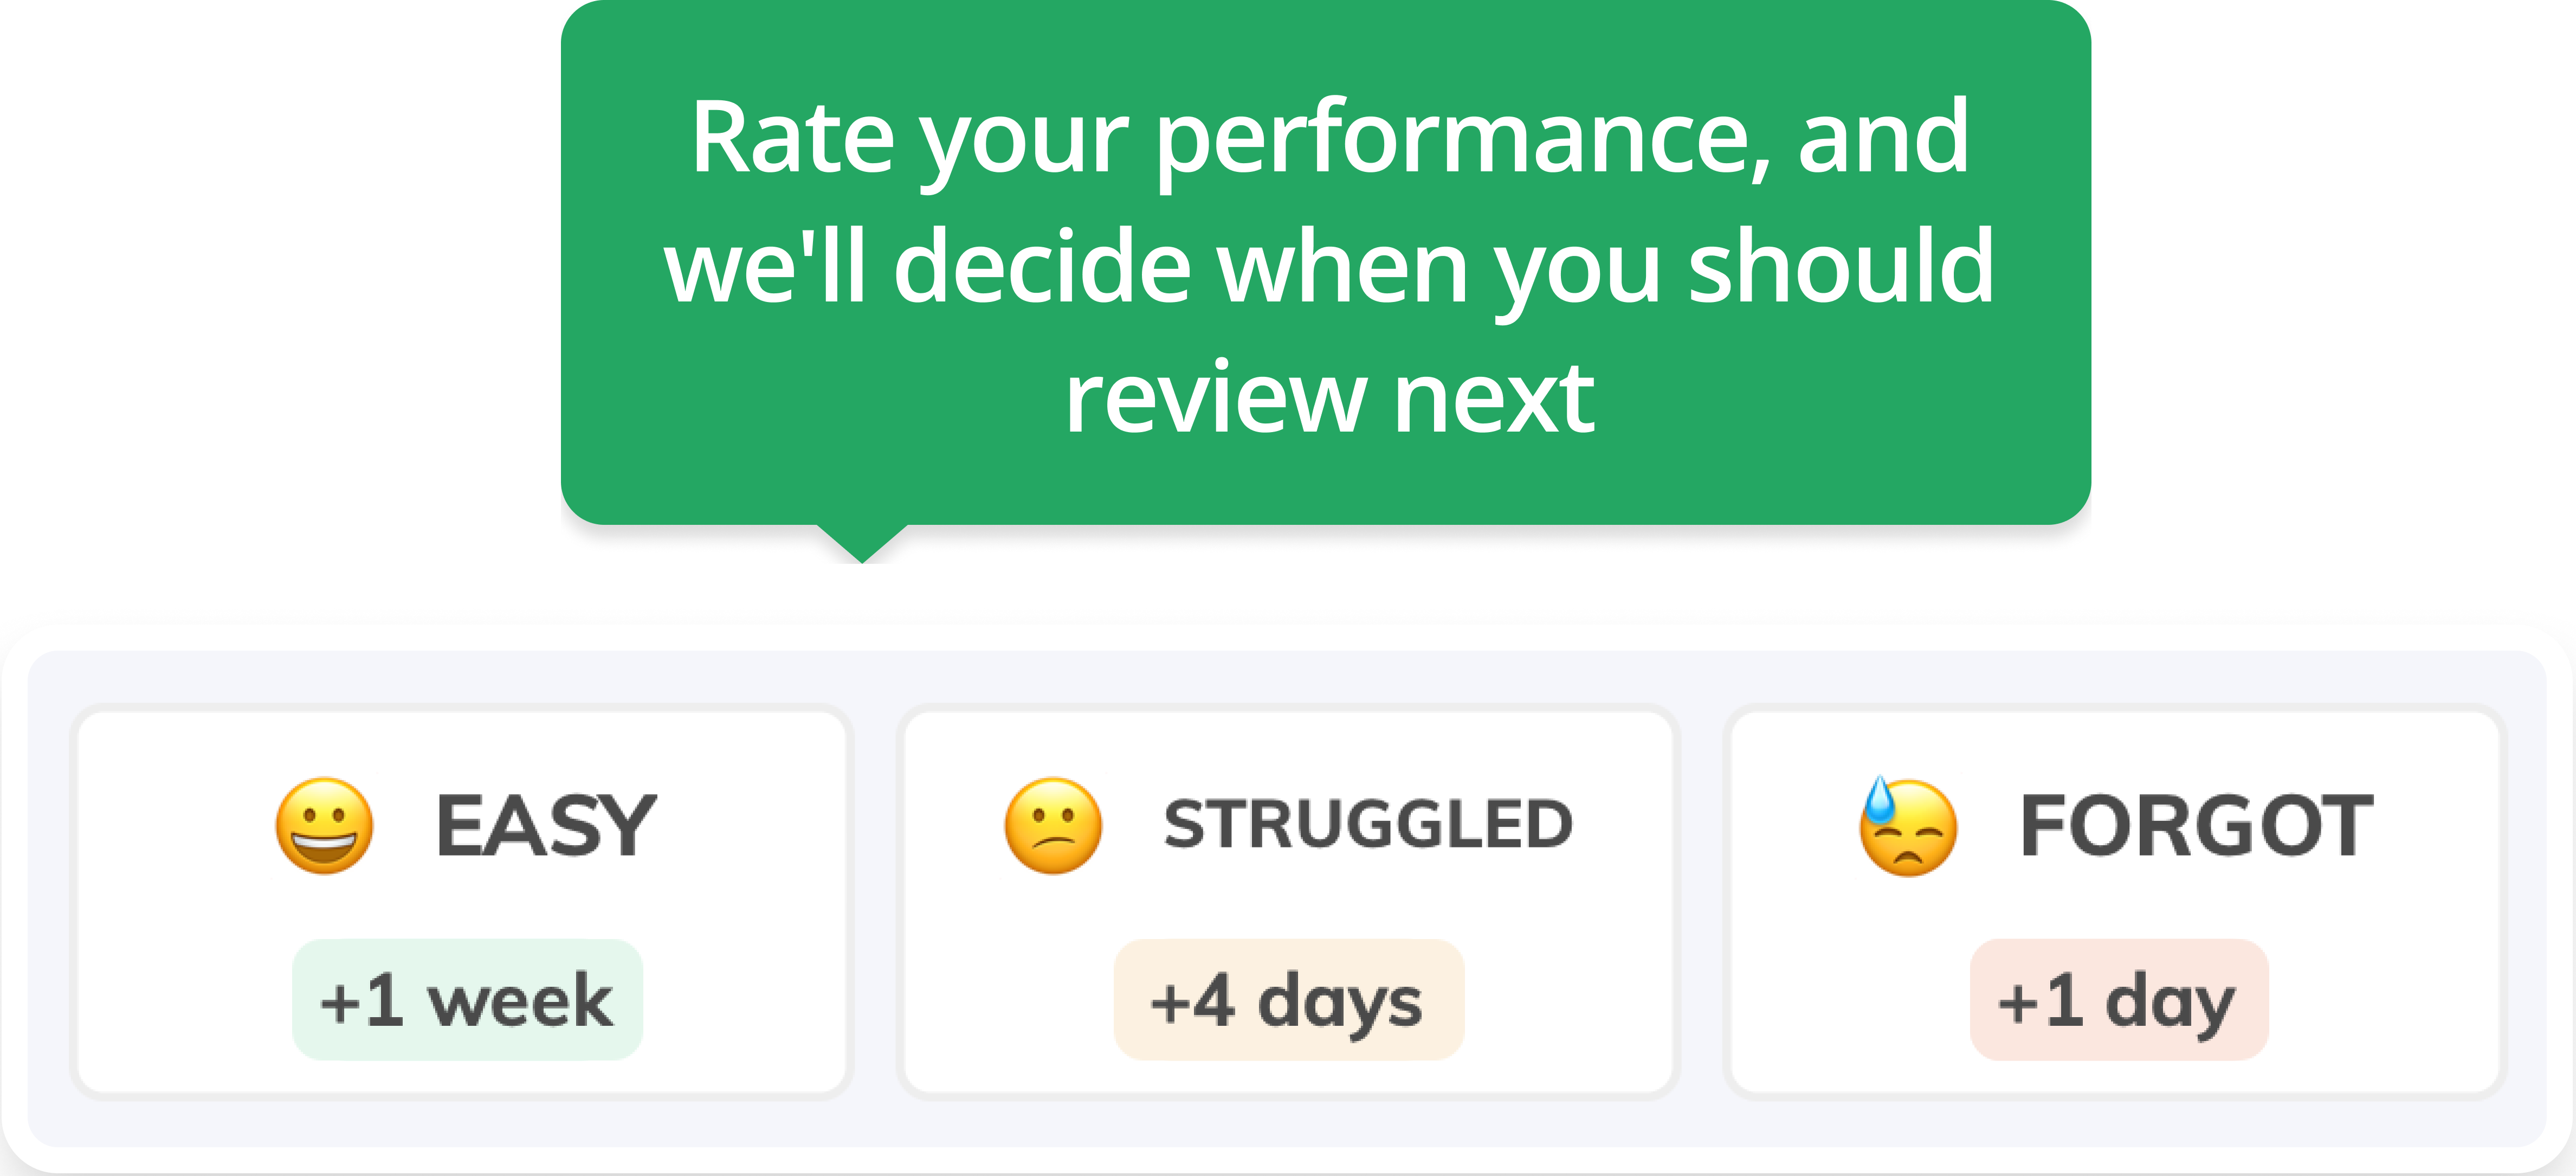 Rate your performance, and
we'll decide when you should
review next
EASY
+1 week
STRUGGLED
+4 days
FORGOT
+1 day